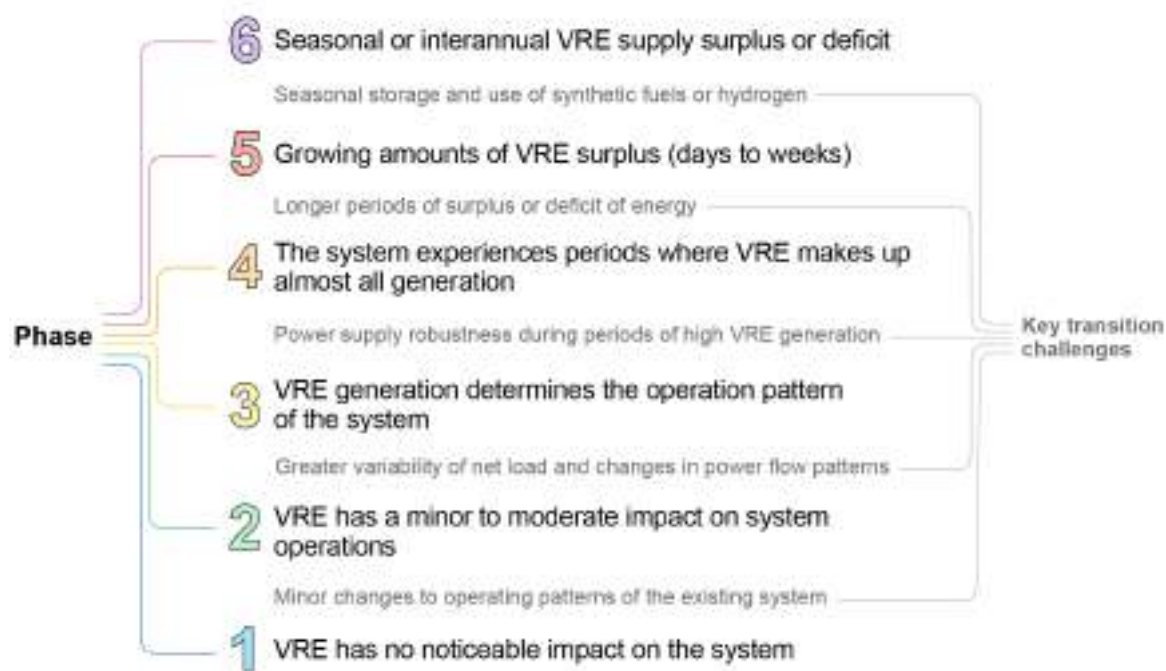 6 Seasonal or interannual VRE supply surplus or deficit
Seasonal storage and use of synthetic fuels or hydrogen
5 Growing amounts of VRE surplus (days to weeks)
Longer periods of surplus or deficit of energy
4 The system experiences periods where VRE makes up
almost all generation
Phase
Power supply robustness during periods of high VRE generation
Key transition
challenges
3 VRE generation determines the operation pattern
of the system
Greater variability of net load and changes in power flow patterns
2 VRE has a minor to moderate impact on system
operations
Minor changes to operating patterns of the existing system
1 VRE has no noticeable impact on the system